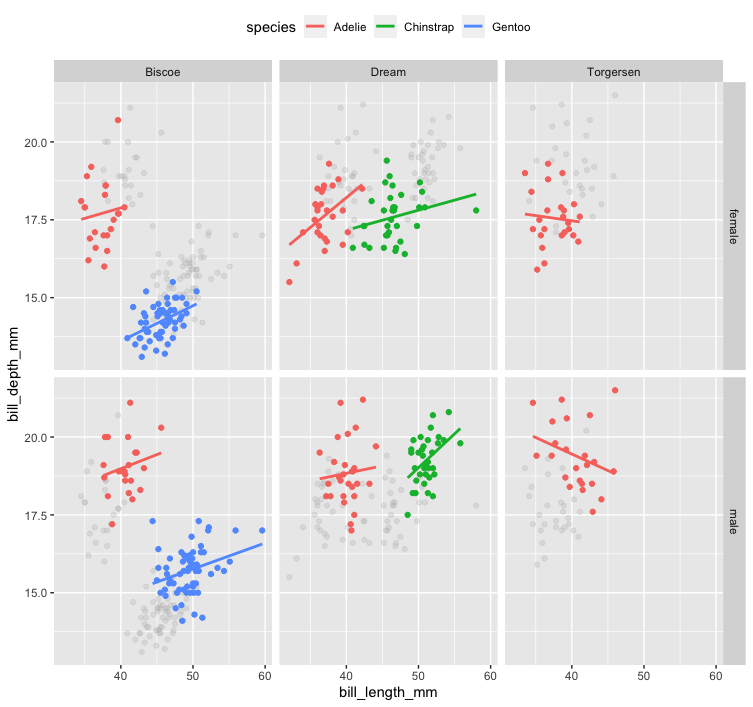 species Adelie Chinstrap Gentoo
Biscoe Dream Torgersen
20.0
17.5
15.0
female
20.0
17.5
15.0
male
bill_depth_mm
40 50 60 40 50 60 40 50 60
bill_length_mm